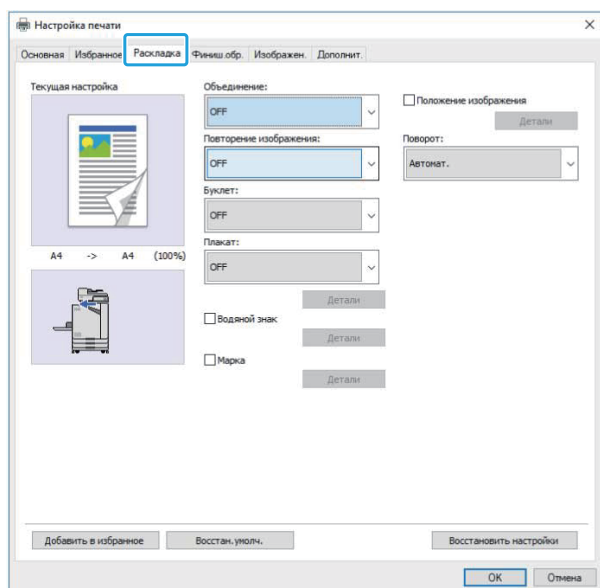 Настройка печати
Основная Избранное Раскладка Финиш.обр. Изображен. Дополнит.
Текущая настройка
A4 -> A4 (100%)
Объединение:
OFF
Повторение изображения:
OFF
Буклет:
OFF
Плакат:
OFF
Детали
Водяной знак
Детали
Марка
Детали
Положение изображения
Детали
Поворот:
Автомат.
Добавить в избранное Восстан.умолч. Восстановить настройки
OK Отмена